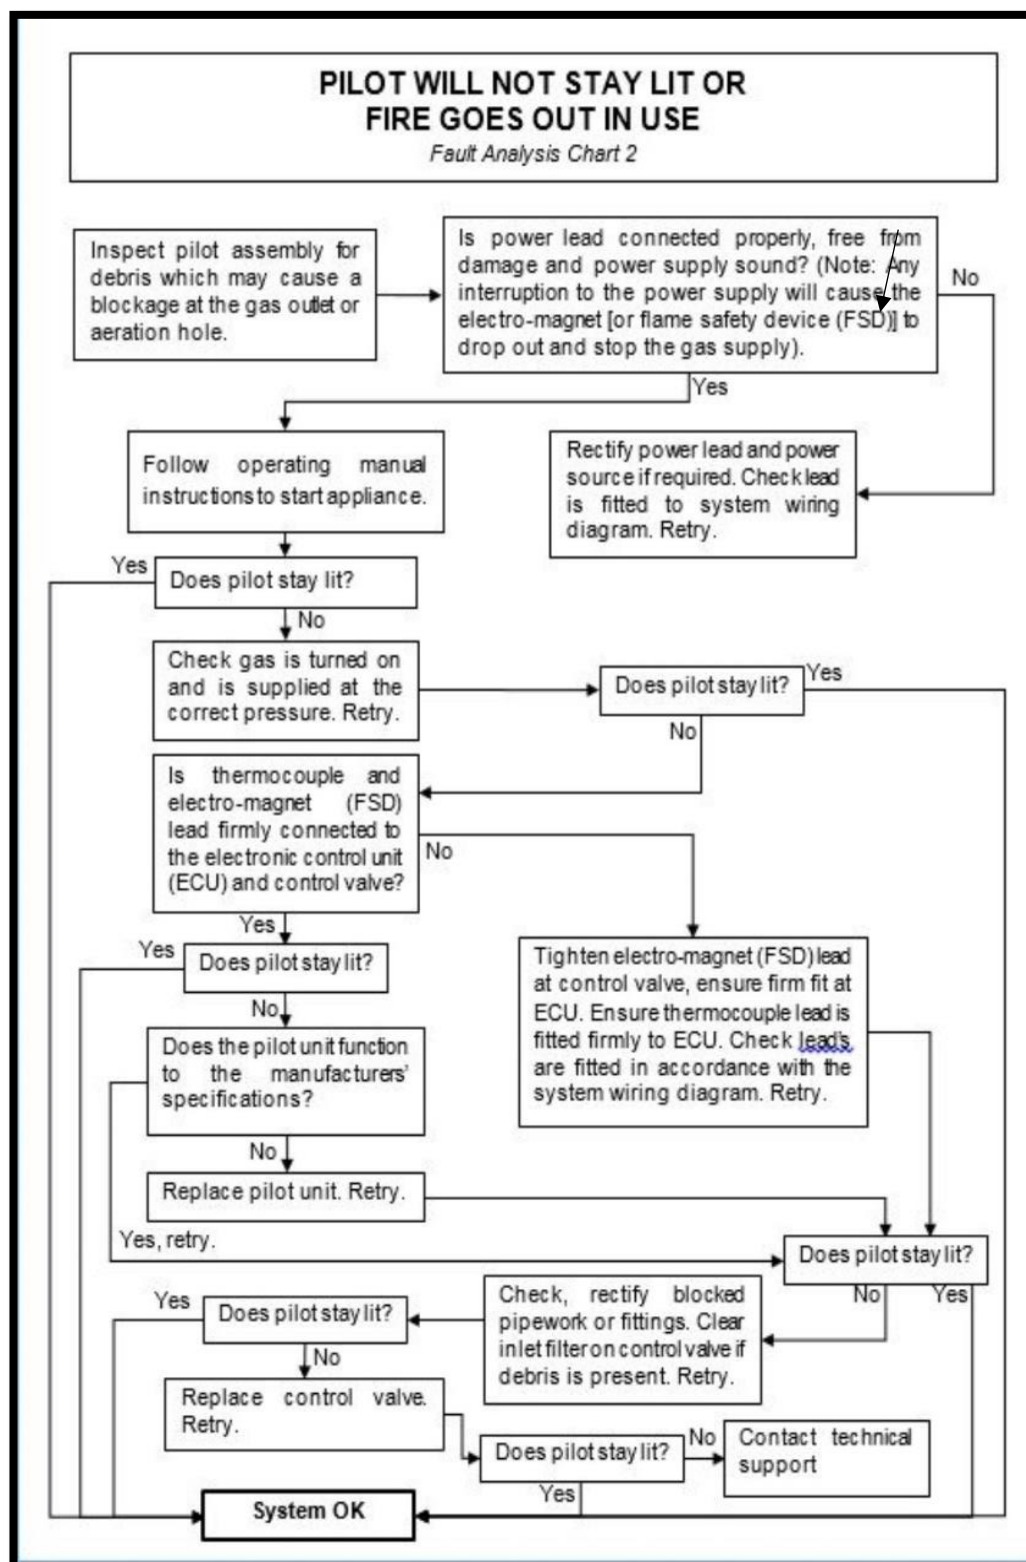 PILOT WILL NOT STAY LIT OR
FIRE GOES OUT IN USE
Fault Analysis Chart 2
Inspect pilot assembly for
debris which may cause a
blockage at the gas outlet or
aeration hole.
Is power lead connected properly, free from
damage and power supply sound? (Note: Any
interruption to the power supply will cause the
electro-magnet [or flame safety device (FSD)] to
drop out and stop the gas supply).
No
Yes
Follow operating manual
instructions to start appliance.
Rectify power lead and power
source if required. Check lead
is fitted to system wiring
diagram. Retry.
Yes
Does pilot stay lit?
No
Check gas is turned on
and is supplied at the
correct pressure. Retry.
Does pilot stay lit?
Yes
No
Is thermocouple and
electro-magnet (FSD)
lead firmly connected to
the electronic control unit
(ECU) and control valve?
No
Yes
Yes
Does pilot stay lit?
No
Tighten electro-magnet (FSD) lead
at control valve, ensure firm fit at
ECU. Ensure thermocouple lead is
fitted firmly to ECU. Check lead's
are fitted in accordance with the
system wiring diagram. Retry.
Does the pilot unit function
to the manufacturers'
specifications?
No
Replace pilot unit. Retry.
Yes, retry.
Does pilot stay lit?
No
Yes
Check, rectify blocked
pipework or fittings. Clear
inlet filter on control valve if
debris is present. Retry.
Yes
Does pilot stay lit?
No
Replace control valve.
Retry.
Does pilot stay lit?
No
Contact technical
support
Yes
System OK